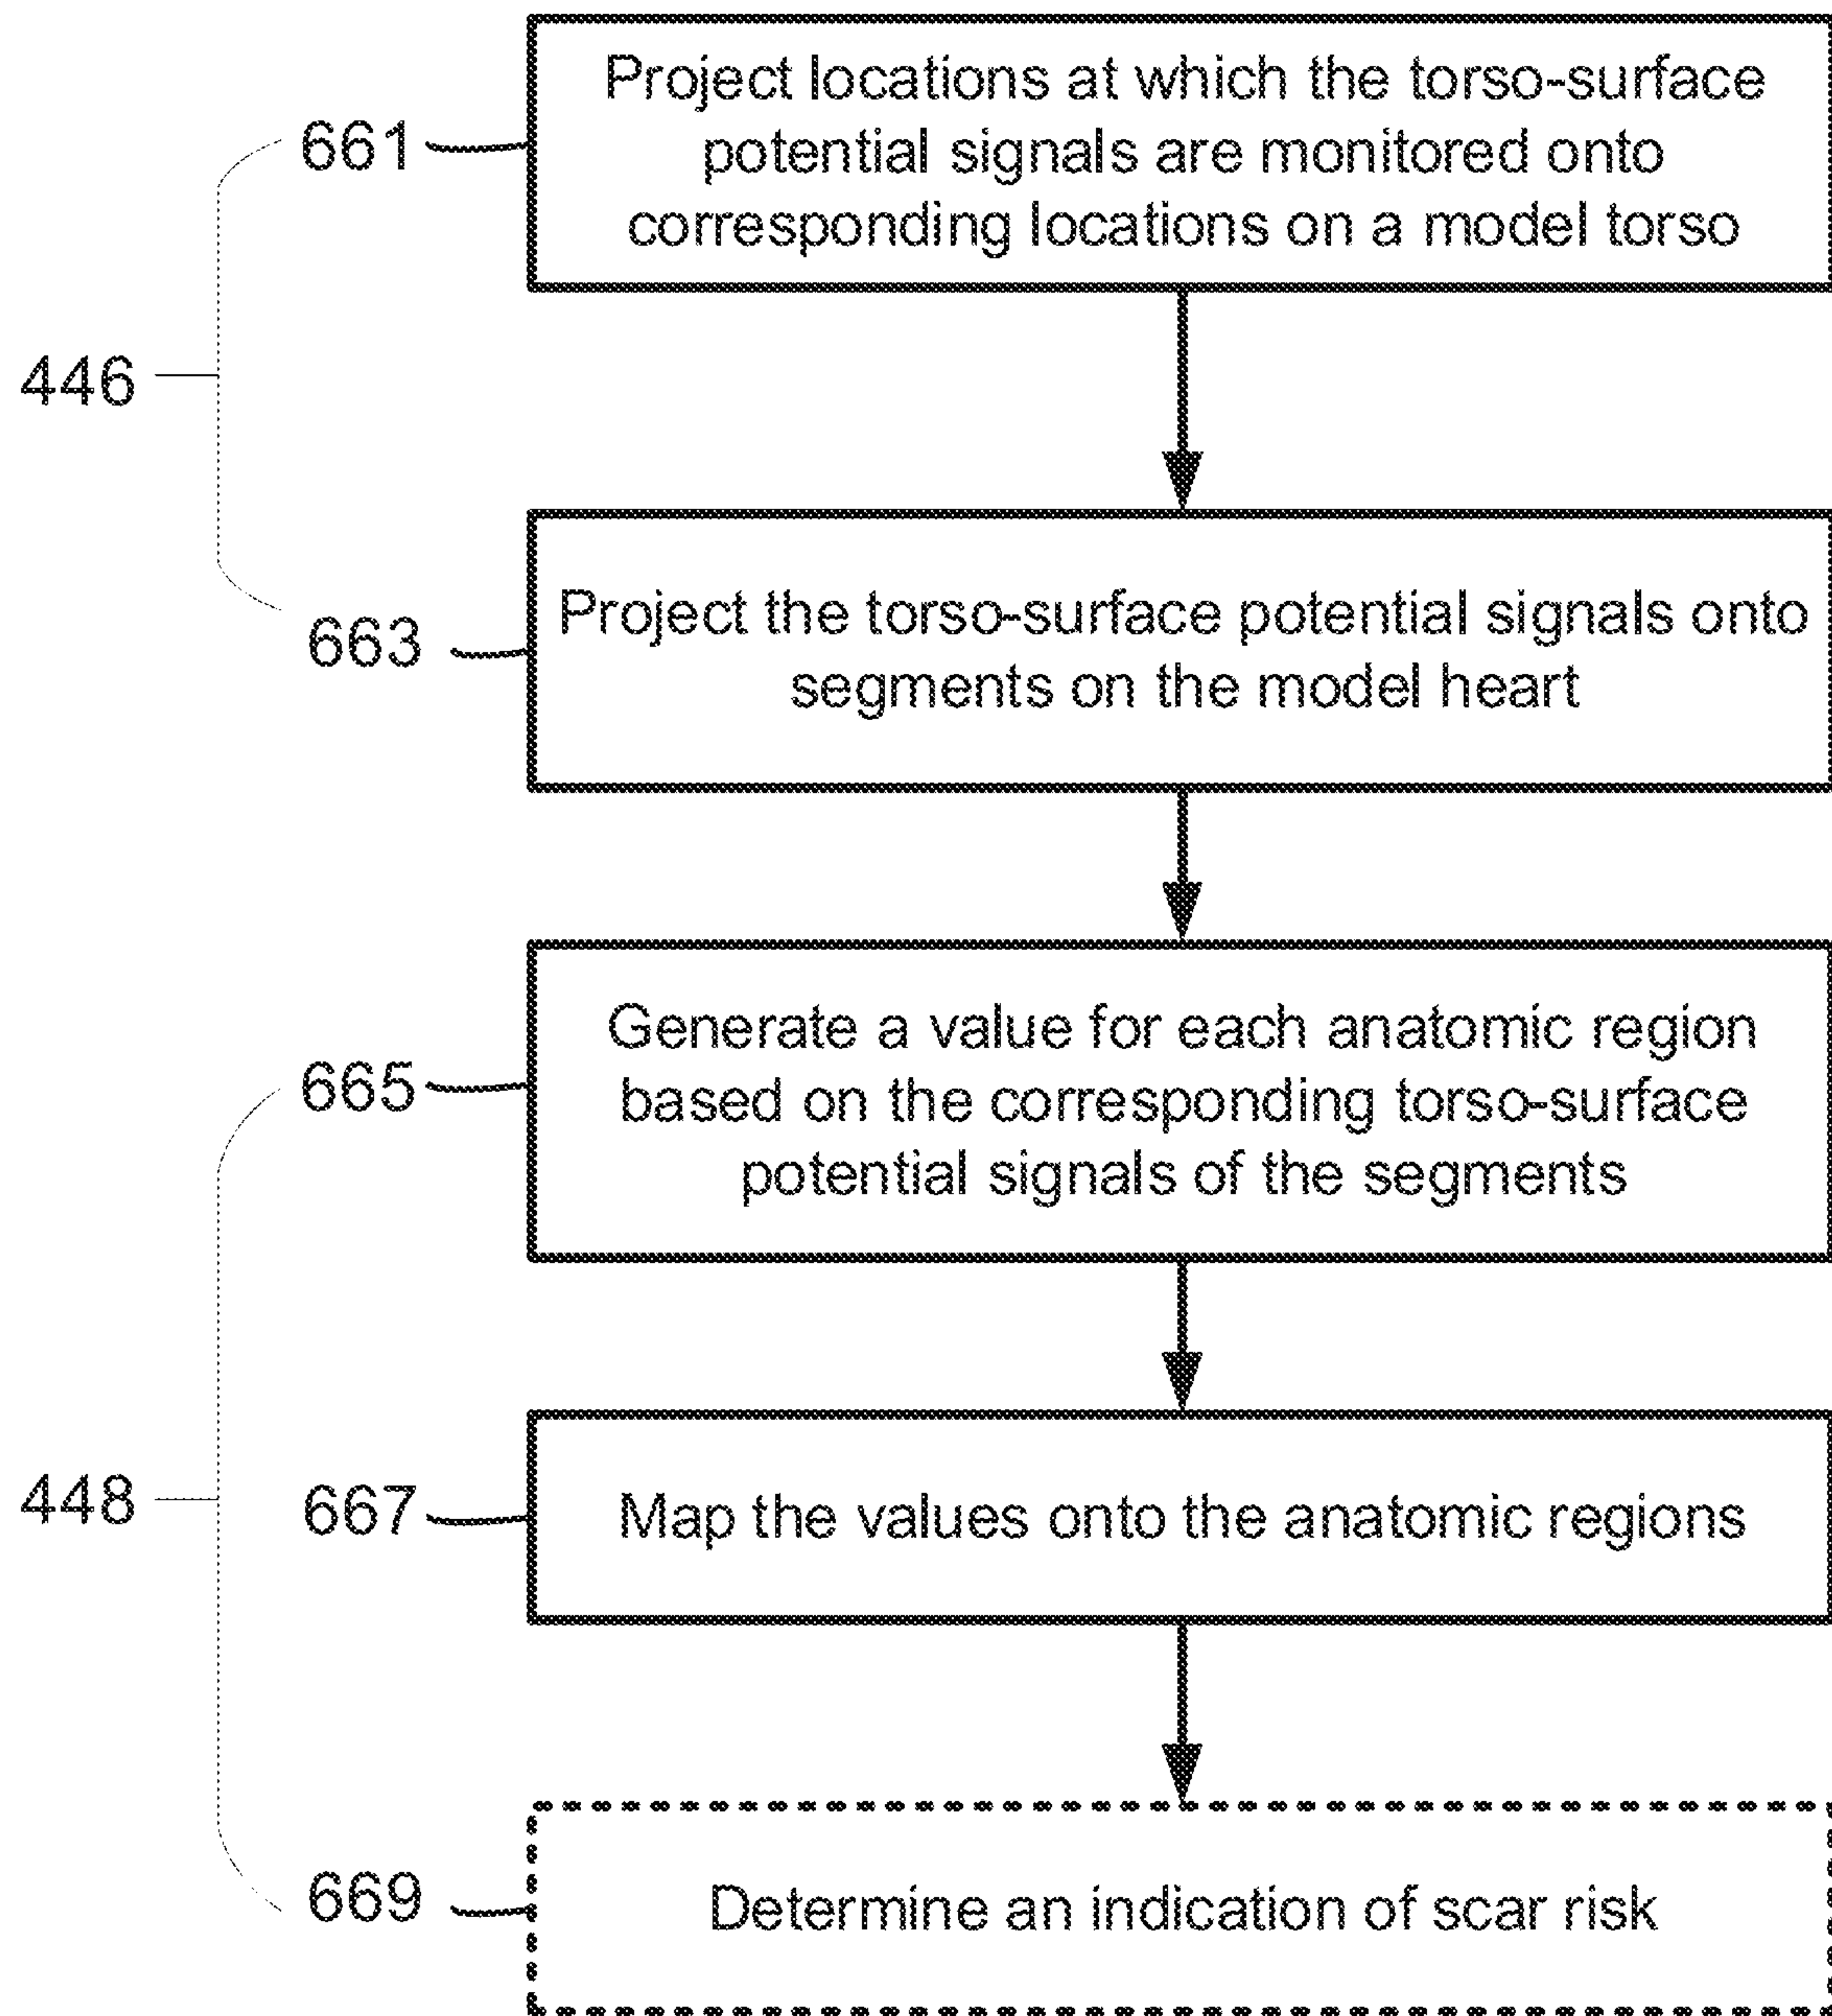 661
Project locations at which the torso-surface
potential signals are monitored onto
corresponding locations on a model torso
446
663
Project the torso-surface potential signals onto
segments on the model heart
665
Generate a value for each anatomic region
based on the corresponding torso-surface
potential signals of the segments
448
667
Map the values onto the anatomic regions
669
Determine an indication of scar risk